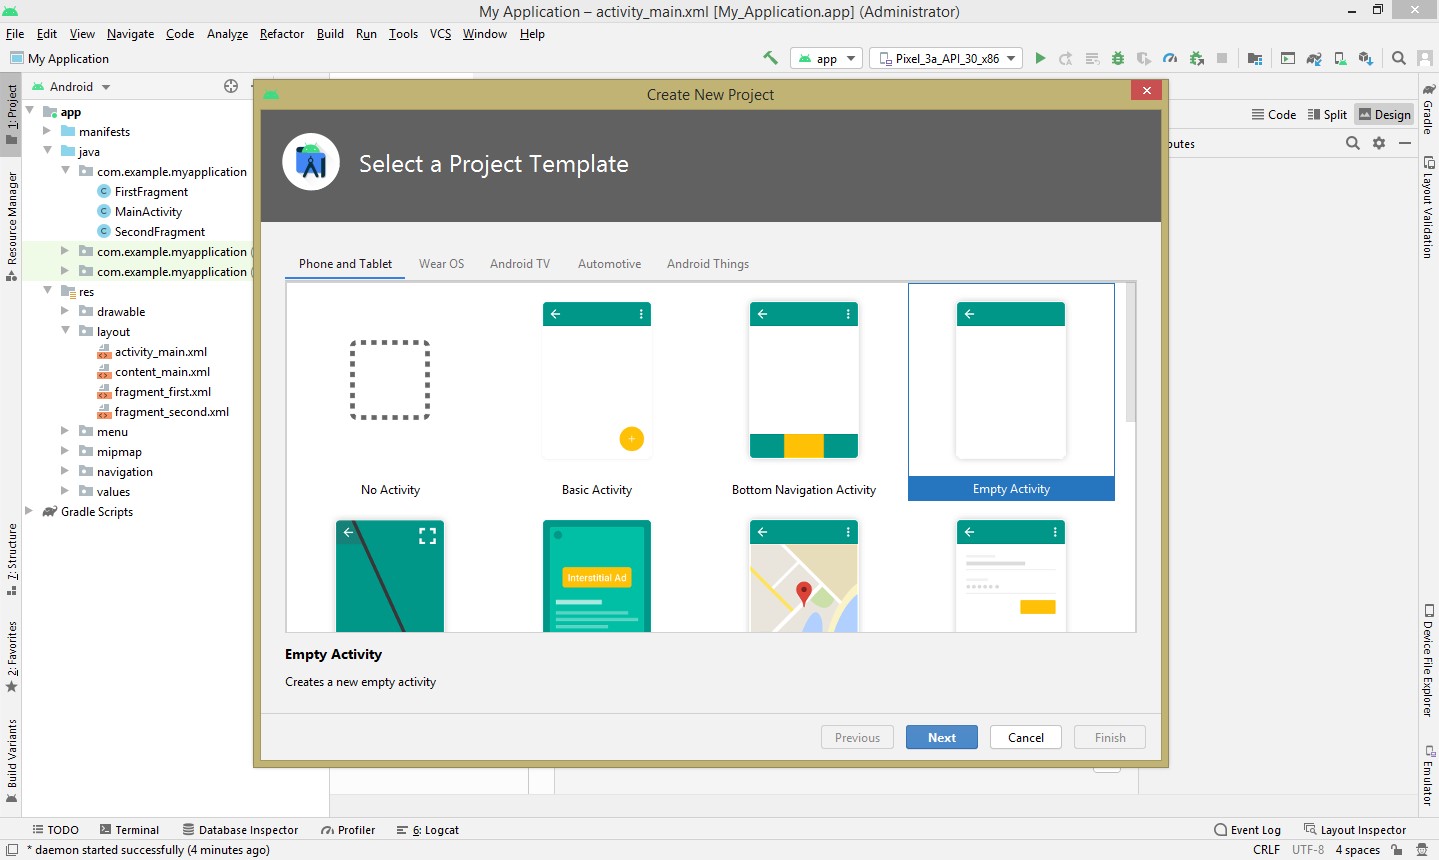 My Application – activity_main.xml [My_Application.app] (Administrator)
File Edit View Navigate Code Analyze Refactor Build Run Tools VCS Window Help
My Application
app
Pixel_3a_API_30_x86
1: Project
Resource Manager
7: Structure
2: Favorites
Build Variants
Android
app
manifests
java
com.example.myapplication
FirstFragment
MainActivity
SecondFragment
com.example.myapplication (
com.example.myapplication (
res
drawable
layout
activity_main.xml
content_main.xml
fragment_first.xml
fragment_second.xml
menu
mipmap
navigation
values
Gradle Scripts
Create New Project
Select a Project Template
Phone and Tablet Wear OS Android TV Automotive Android Things
No Activity
Basic Activity
Bottom Navigation Activity
Empty Activity
Interstitial Ad
Empty Activity
Creates a new empty activity
Previous Next Cancel Finish
Code Split Design
butes
Gradle
Layout Validation
Device File Explorer
Emulator
TODO Terminal Database Inspector Profiler 6: Logcat
Event Log Layout Inspector
* daemon started successfully (4 minutes ago)
CRLF UTF-8 4 spaces